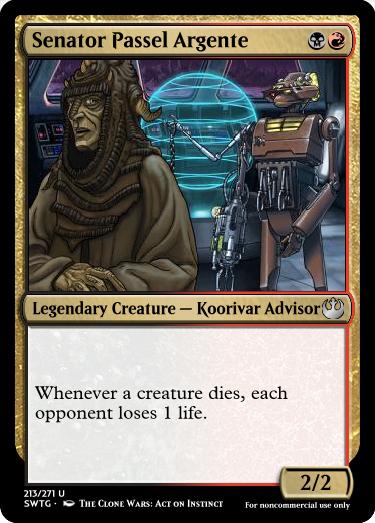 Senator Passel Argente
Legendary Creature — Koorivar Advisor
Whenever a creature dies, each
opponent loses 1 life.
2/2
213/271 U
SWTG · THE CLONE WARS: ACT ON INSTINCT
For noncommercial use only